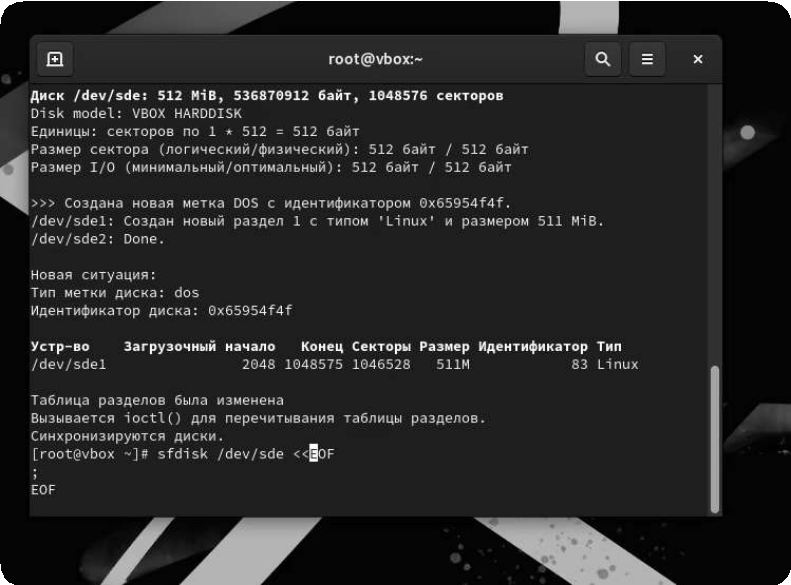 root@vbox:~
Диск /dev/sde: 512 MiB, 536870912 байт, 1048576 секторов
Disk model: VBOX HARDDISK
Единицы: секторов по 1 * 512 = 512 байт
Размер сектора (логический/физический): 512 байт / 512 байт
Размер I/O (минимальный/оптимальный): 512 байт / 512 байт
>>> Создана новая метка DOS с идентификатором 0x65954f4f.
/dev/sde1: Создан новый раздел 1 с типом 'Linux' и размером 511 MiB.
/dev/sde2: Done.
Новая ситуация:
Тип метки диска: dos
Идентификатор диска: 0x65954f4f
Устр-во Загрузочный начало Конец Секторы Размер Идентификатор Тип
/dev/sde1 2048 1048575 1046528 511M 83 Linux
Таблица разделов была изменена
Вызывается ioctl() для перечитывания таблицы разделов.
Синхронизируются диски.
[root@vbox ~]# sfdisk /dev/sde <<EOF
;
EOF